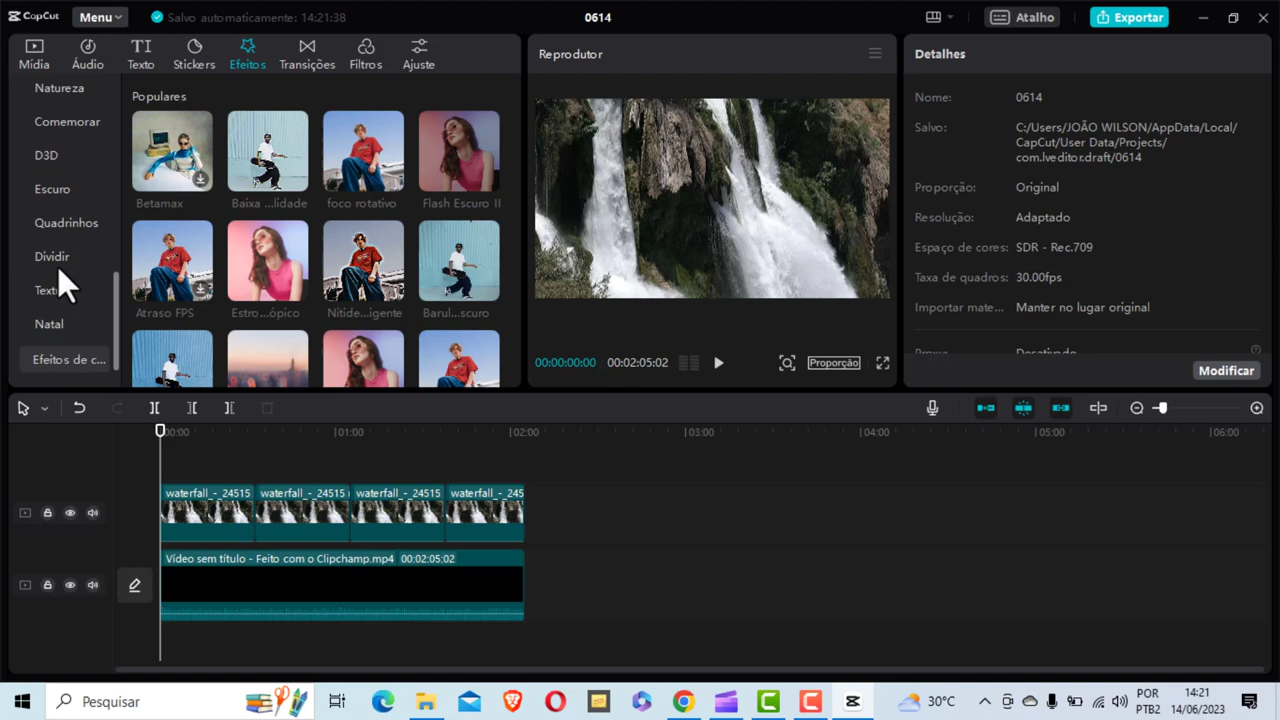 CapCut
Menu
Salvo automaticamente: 14:21:38
0614
Atalho
Exportar
Mídia
Áudio
Texto
Stickers
Efeitos
Transições
Filtros
Ajuste
Natureza
Comemorar
D3D
Escuro
Quadrinhos
Dividir
Natal
Efeitos de c...
Populares
Betamax
Baixa ...lidade
foco rotativo
Flash Escuro II
Atraso FPS
Estro...ópico
Nitide...igente
Barul...scuro
Reprodutor
00:00:00:00
00:02:05:02
Proporção
Detalhes
Nome:
0614
Salvo:
C:/Users/JOÃO WILSON/AppData/Local/
CapCut/User Data/Projects/
com.lveditor.draft/0614
Proporção:
Original
Resolução:
Adaptado
Espaço de cores:
SDR - Rec.709
Taxa de quadros:
30.00fps
Importar mate...
Manter no lugar original
Modificar
00:00
01:00
02:00
03:00
04:00
05:00
06:00
waterfall_-_24515
waterfall_-_24515
waterfall_-_24515
waterfall_-_245
Vídeo sem título - Feito com o Clipchamp.mp4 00:02:05:02
Pesquisar
30°C
POR
PTB2
14:21
14/06/2023